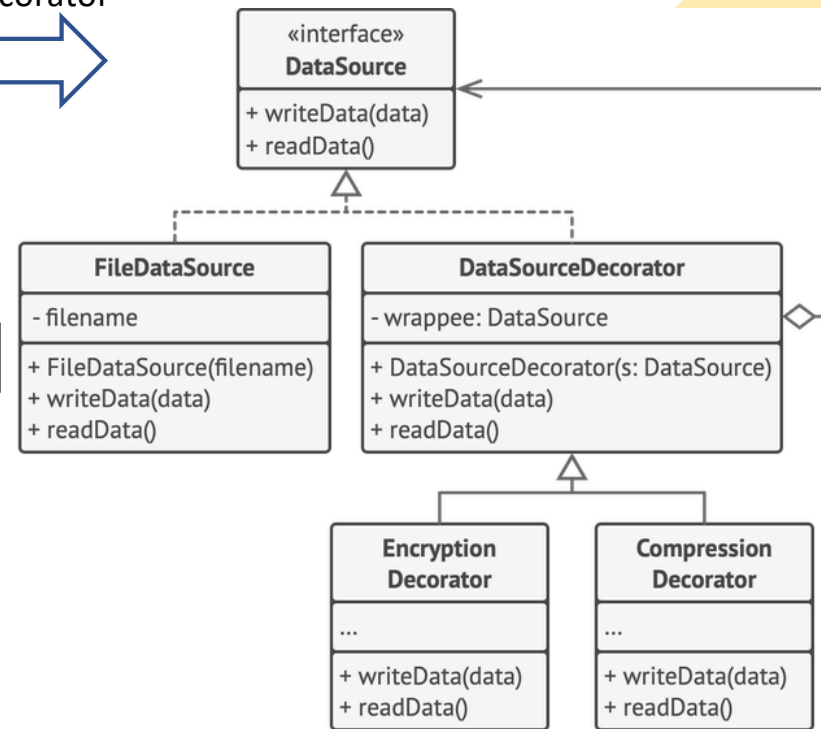 «interface»
DataSource
+ writeData(data)
+ readData()
FileDataSource
- filename
+ FileDataSource(filename)
+ writeData(data)
+ readData()
DataSourceDecorator
- wrappee: DataSource
+ DataSourceDecorator(s: DataSource)
+ writeData(data)
+ readData()
Encryption
Decorator
...
+ writeData(data)
+ readData()
Compression
Decorator
...
+ writeData(data)
+ readData()